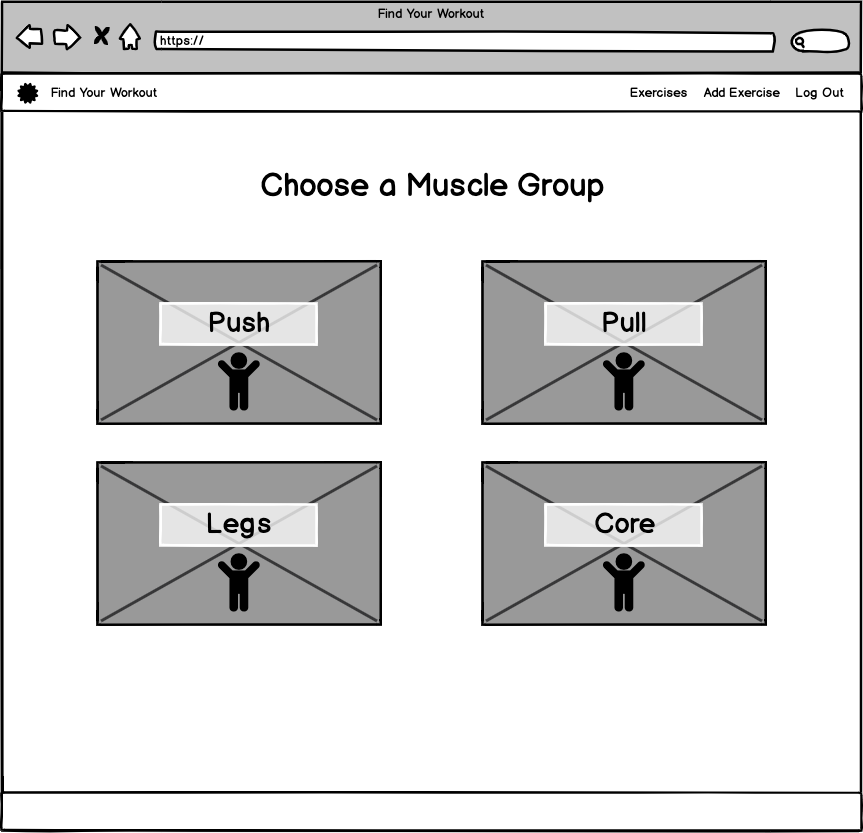 Find Your Workout
https://
Find Your Workout Exercises Add Exercise Log Out
Choose a Muscle Group
Push Pull
Legs Core